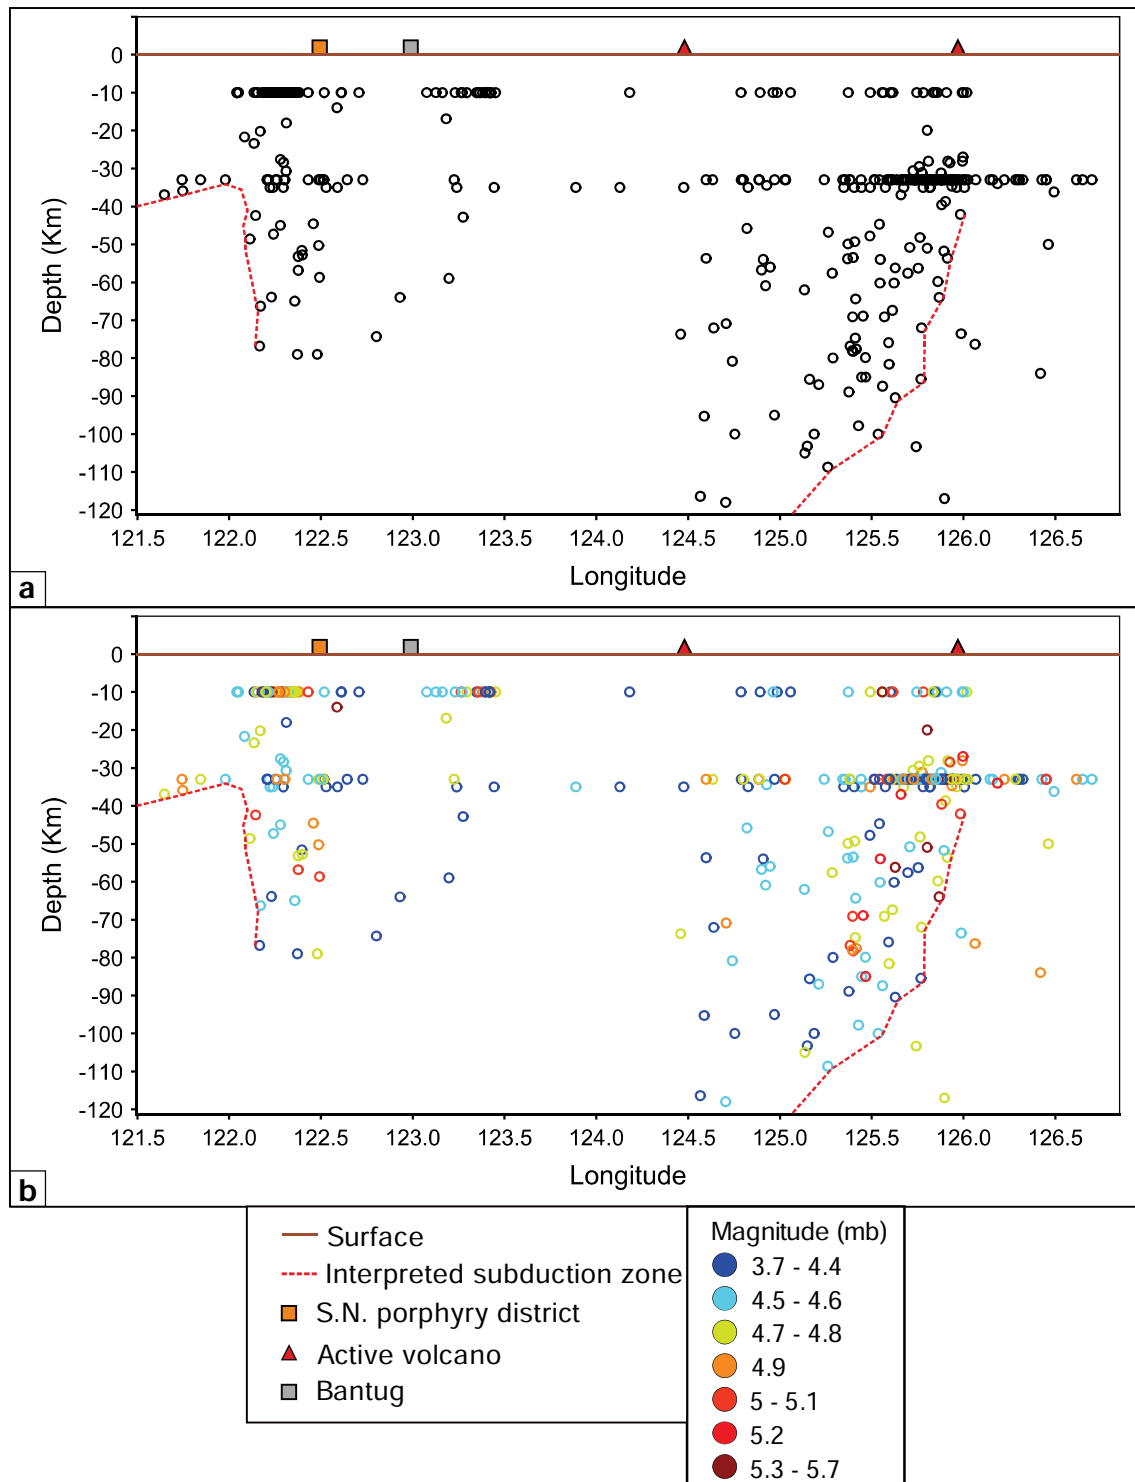 0
-10
-20
-30
-40
-50
-60
-70
-80
-90
-100
-110
-120
Depth (Km)
121.5 122.0 122.5 123.0 123.5 124.0 124.5 125.0 125.5 126.0 126.5
Longitude
a
0
-10
-20
-30
-40
-50
-60
-70
-80
-90
-100
-110
-120
Depth (Km)
121.5 122.0 122.5 123.0 123.5 124.0 124.5 125.0 125.5 126.0 126.5
Longitude
b
Surface
Interpreted subduction zone
S.N. porphyry district
Active volcano
Bantug
Magnitude (mb)
3.7 - 4.4
4.5 - 4.6
4.7 - 4.8
4.9
5 - 5.1
5.2
5.3 - 5.7